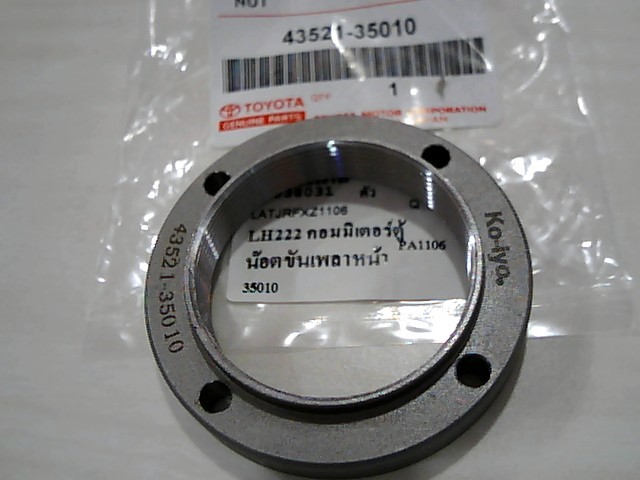 NUT
43521-35010
TOYOTA
QTY
1
GENUINE PARTS
TOYOTA MOTOR CORPORATION
JAPAN
ตัว
LATJRFXZ1106
LH222 คอมมิเตอร์ตู้
PA1106
น๊อตขันเพลาหน้า
35010
Ko-iyo
43521-35010